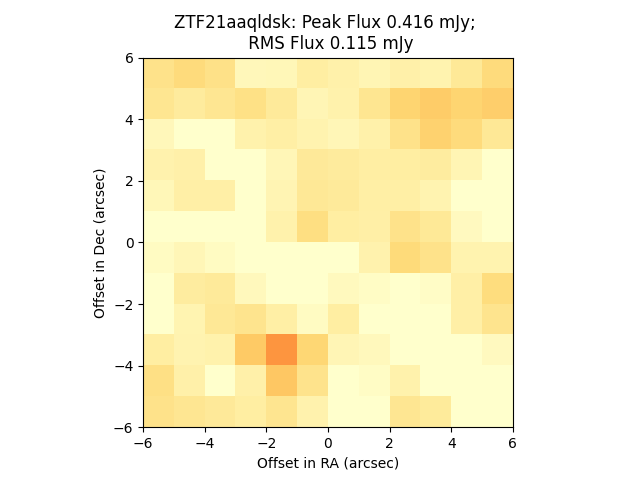 ZTF21aaqldsk: Peak Flux 0.416 mJy;
RMS Flux 0.115 mJy
6
4
2
0
−2
−4
−6
Offset in Dec (arcsec)
−6 −4 −2 0 2 4 6
Offset in RA (arcsec)